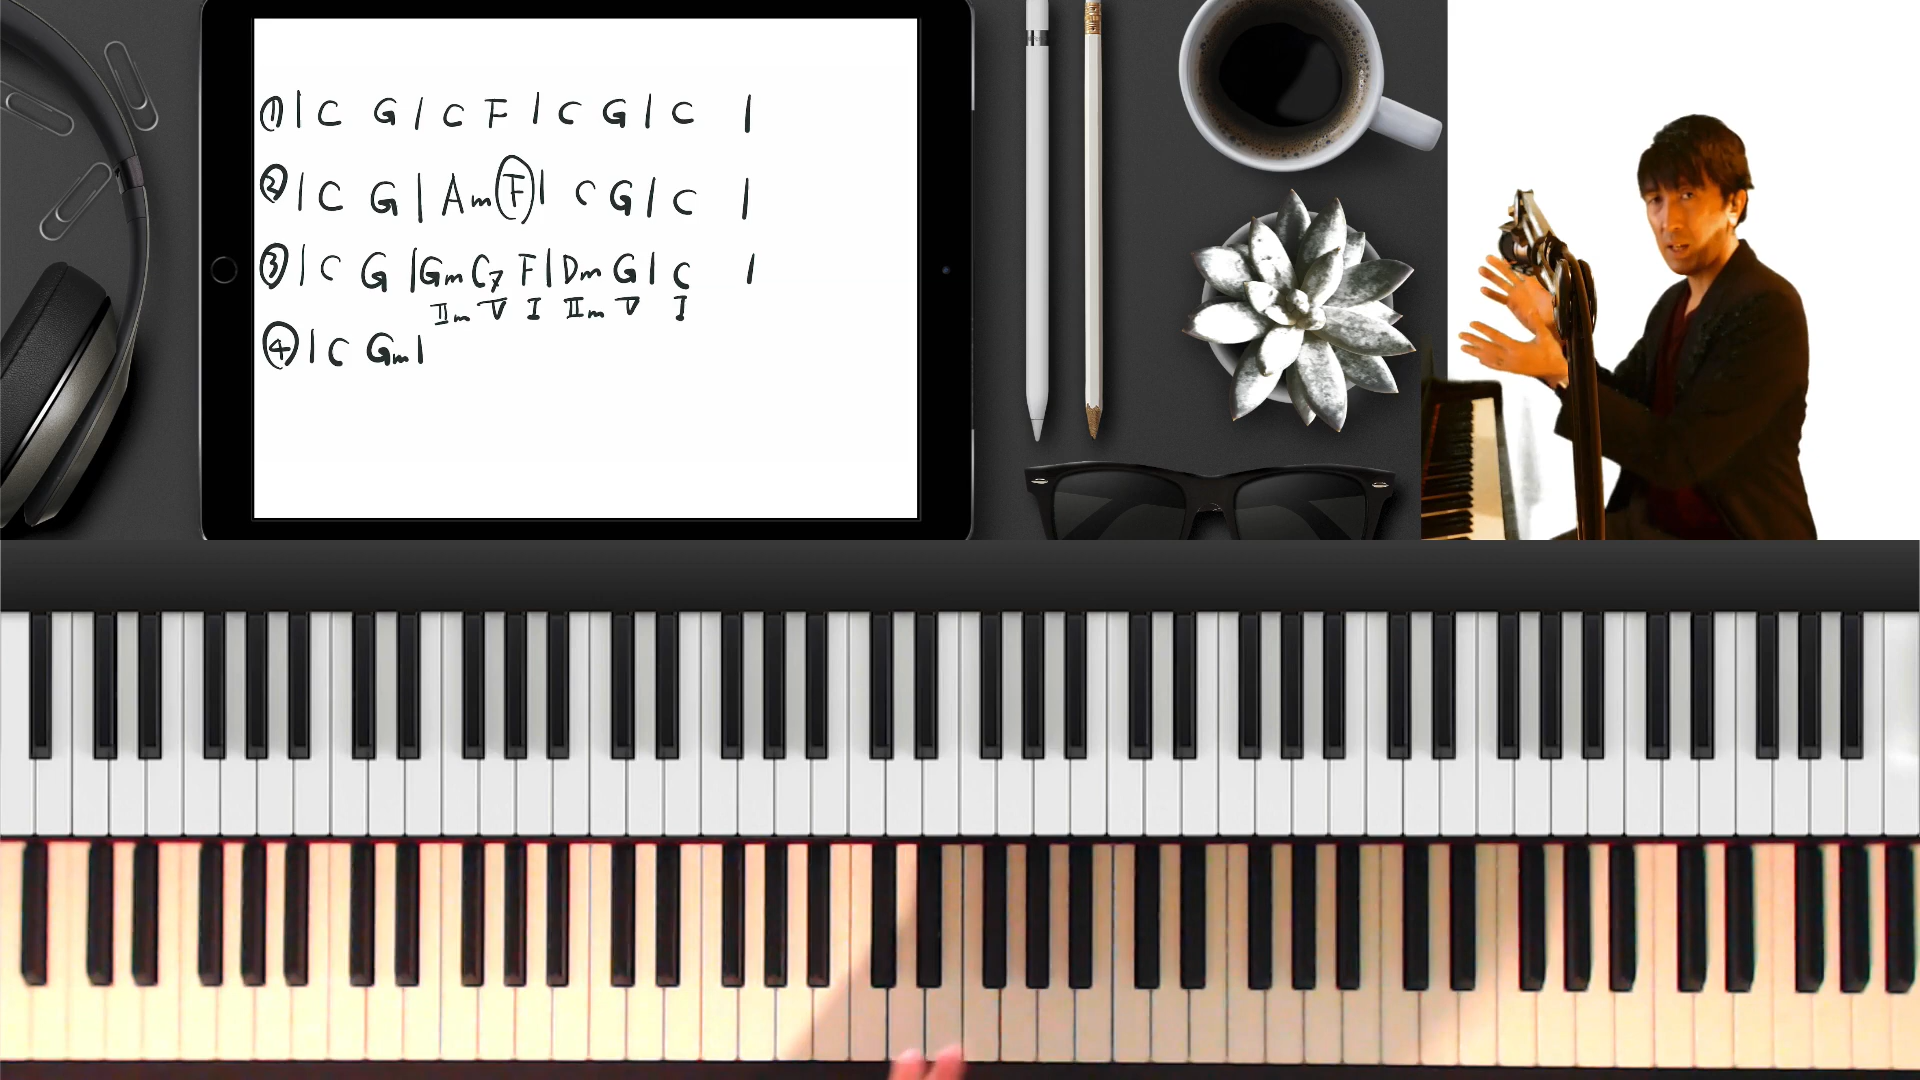 ① | C G | C F | C G | C |
② | C G | Am F | C G | C |
③ | C G | Gm C7 F | Dm G | C |
IIm V I IIm V I
④ | C Gm |